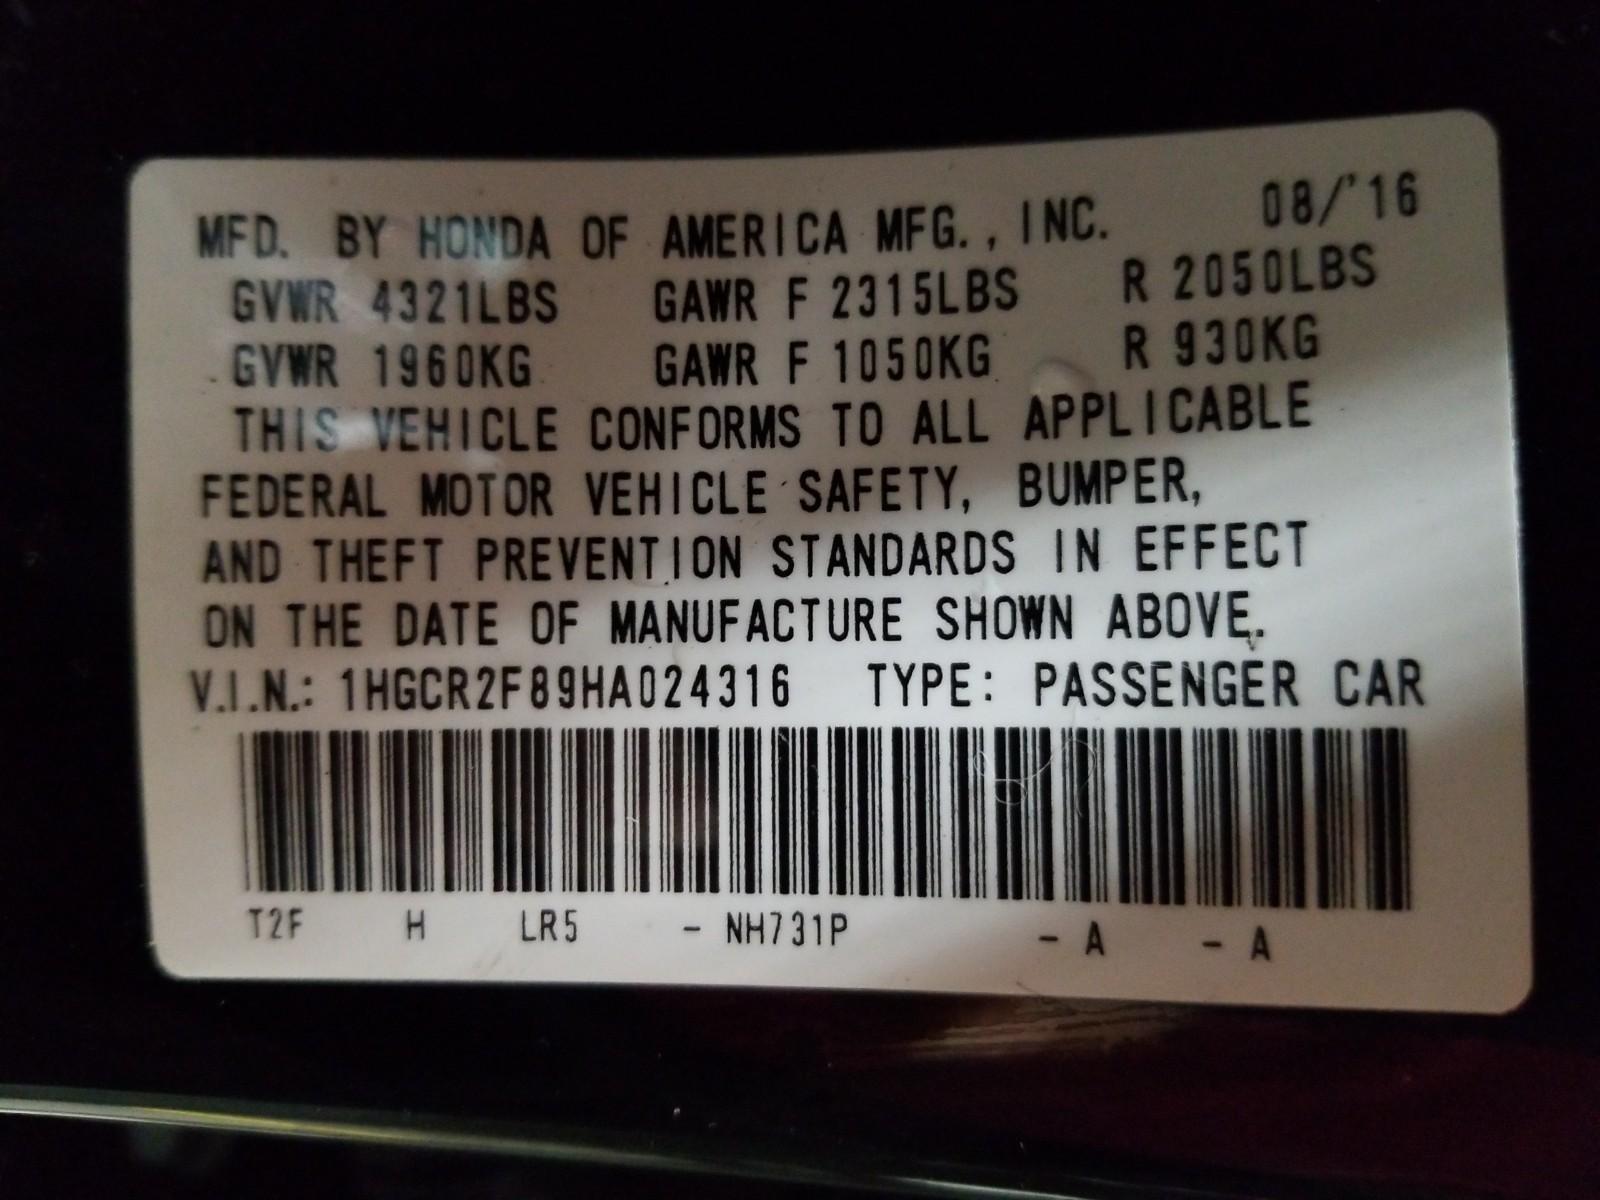 MFD. BY HONDA OF AMERICA MFG., INC. 08/'16
GVWR 4321LBS GAWR F 2315LBS R 2050LBS
GVWR 1960KG GAWR F 1050KG R 930KG
THIS VEHICLE CONFORMS TO ALL APPLICABLE
FEDERAL MOTOR VEHICLE SAFETY, BUMPER,
AND THEFT PREVENTION STANDARDS IN EFFECT
ON THE DATE OF MANUFACTURE SHOWN ABOVE.
V.I.N.: 1HGCR2F89HA024316 TYPE: PASSENGER CAR
T2F H LR5 - NH731P - A - A